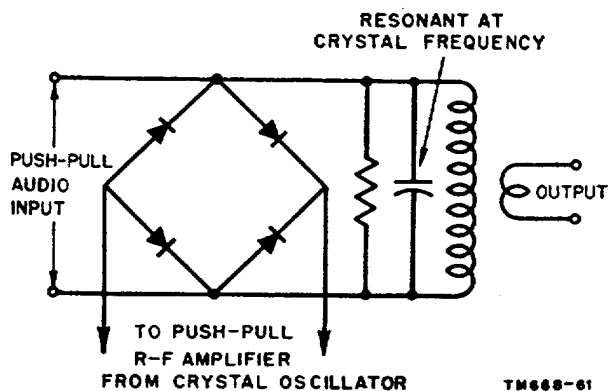 RESONANT AT
CRYSTAL FREQUENCY
PUSH-PULL
AUDIO
INPUT
OUTPUT
TO PUSH-PULL
R-F AMPLIFIER
FROM CRYSTAL OSCILLATOR
TM668-61